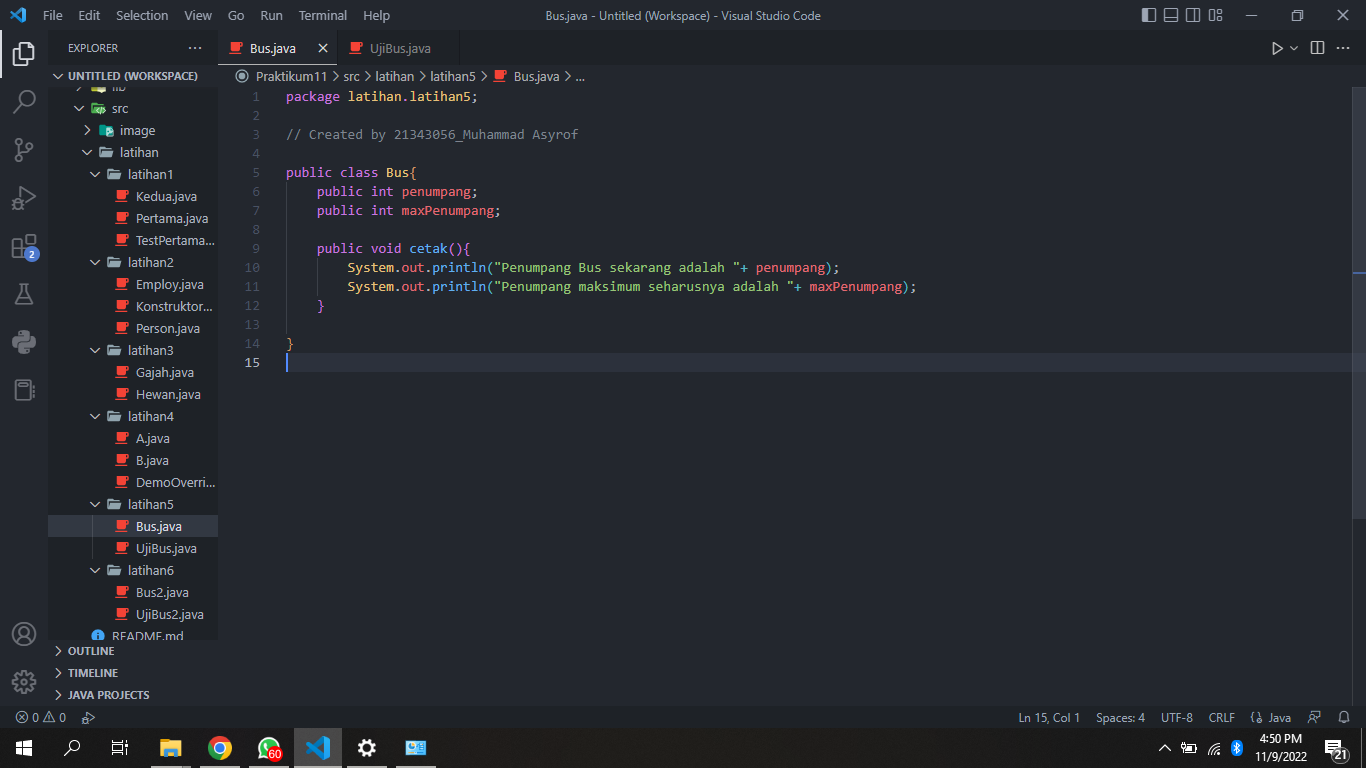 File Edit Selection View Go Run Terminal Help
Bus.java - Untitled (Workspace) - Visual Studio Code
EXPLORER
UNTITLED (WORKSPACE)
lib
src
image
latihan
latihan1
Kedua.java
Pertama.java
TestPertama...
latihan2
Employ.java
Konstruktor...
Person.java
latihan3
Gajah.java
Hewan.java
latihan4
A.java
B.java
DemoOverri...
latihan5
Bus.java
UjiBus.java
latihan6
Bus2.java
UjiBus2.java
README.md
OUTLINE
TIMELINE
JAVA PROJECTS
2
Bus.java UjiBus.java
Praktikum11 > src > latihan > latihan5 > Bus.java > ...
1 package latihan.latihan5;
2
3 // Created by 21343056_Muhammad Asyrof
4
5 public class Bus{
6 public int penumpang;
7 public int maxPenumpang;
8
9 public void cetak(){
10 System.out.println("Penumpang Bus sekarang adalah "+ penumpang);
11 System.out.println("Penumpang maksimum seharusnya adalah "+ maxPenumpang);
12 }
13
14 }
15
0 0
Ln 15, Col 1 Spaces: 4 UTF-8 CRLF {} Java
60
4:50 PM
11/9/2022
21